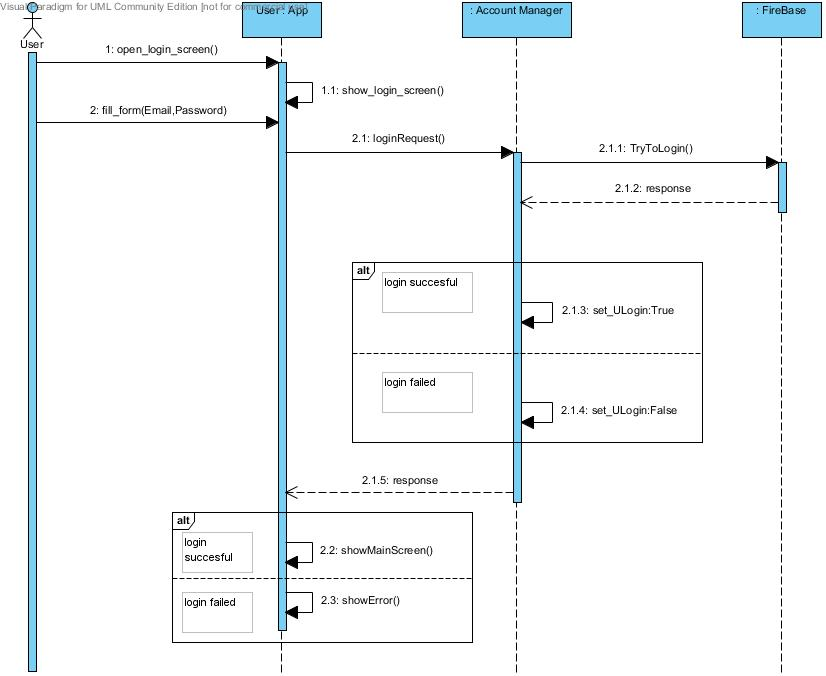 Visual Paradigm for UML Community Edition [not for commercial use]
User
User : App
: Account Manager
: FireBase
1: open_login_screen()
1.1: show_login_screen()
2: fill_form(Email,Password)
2.1: loginRequest()
2.1.1: TryToLogin()
2.1.2: response
alt
login succesful
2.1.3: set_ULogin:True
login failed
2.1.4: set_ULogin:False
2.1.5: response
alt
login
succesful
2.2: showMainScreen()
login failed
2.3: showError()